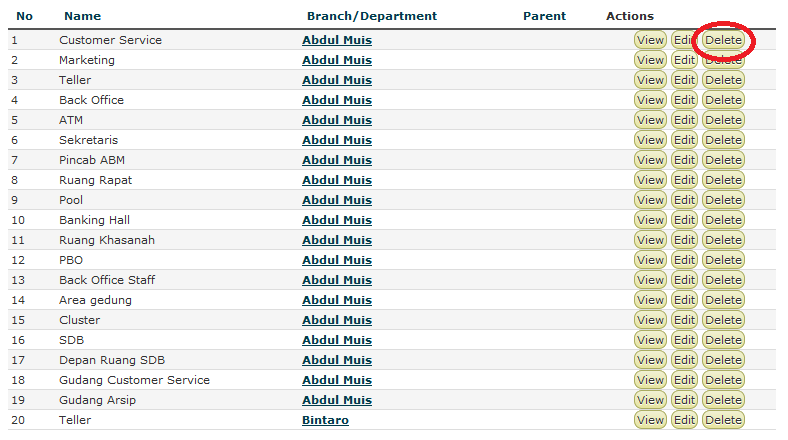 No Name Branch/Department Parent Actions
1 Customer Service Abdul Muis View Edit Delete
2 Marketing Abdul Muis View Edit Delete
3 Teller Abdul Muis View Edit Delete
4 Back Office Abdul Muis View Edit Delete
5 ATM Abdul Muis View Edit Delete
6 Sekretaris Abdul Muis View Edit Delete
7 Pincab ABM Abdul Muis View Edit Delete
8 Ruang Rapat Abdul Muis View Edit Delete
9 Pool Abdul Muis View Edit Delete
10 Banking Hall Abdul Muis View Edit Delete
11 Ruang Khasanah Abdul Muis View Edit Delete
12 PBO Abdul Muis View Edit Delete
13 Back Office Staff Abdul Muis View Edit Delete
14 Area gedung Abdul Muis View Edit Delete
15 Cluster Abdul Muis View Edit Delete
16 SDB Abdul Muis View Edit Delete
17 Depan Ruang SDB Abdul Muis View Edit Delete
18 Gudang Customer Service Abdul Muis View Edit Delete
19 Gudang Arsip Abdul Muis View Edit Delete
20 Teller Bintaro View Edit Delete